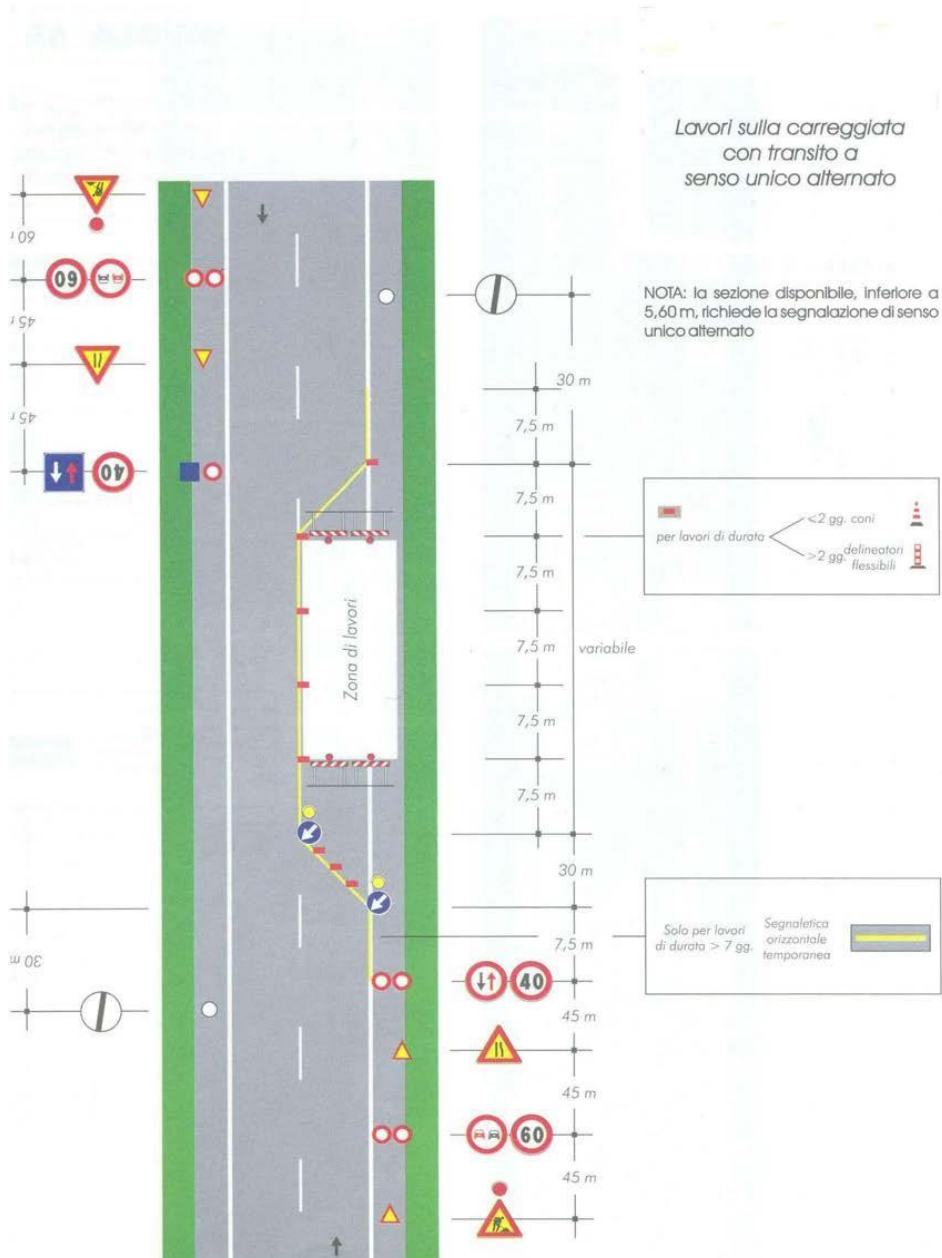 Lavori sulla carreggiata
con transito a
senso unico alternato
NOTA: la sezione disponibile, inferiore a
5,60 m, richiede la segnalazione di senso
unico alternato
60
60
45
45
40
30 m
7,5 m
7,5 m
7,5 m
7,5 m
variabile
7,5 m
7,5 m
30 m
7,5 m
Zona di lavori
per lavori di durata
<2 gg. coni
>2 gg. delineatori
flessibili
Solo per lavori
di durata > 7 gg.
Segnaletica
orizzontale
temporanea
30 m
40
45 m
45 m
60
45 m